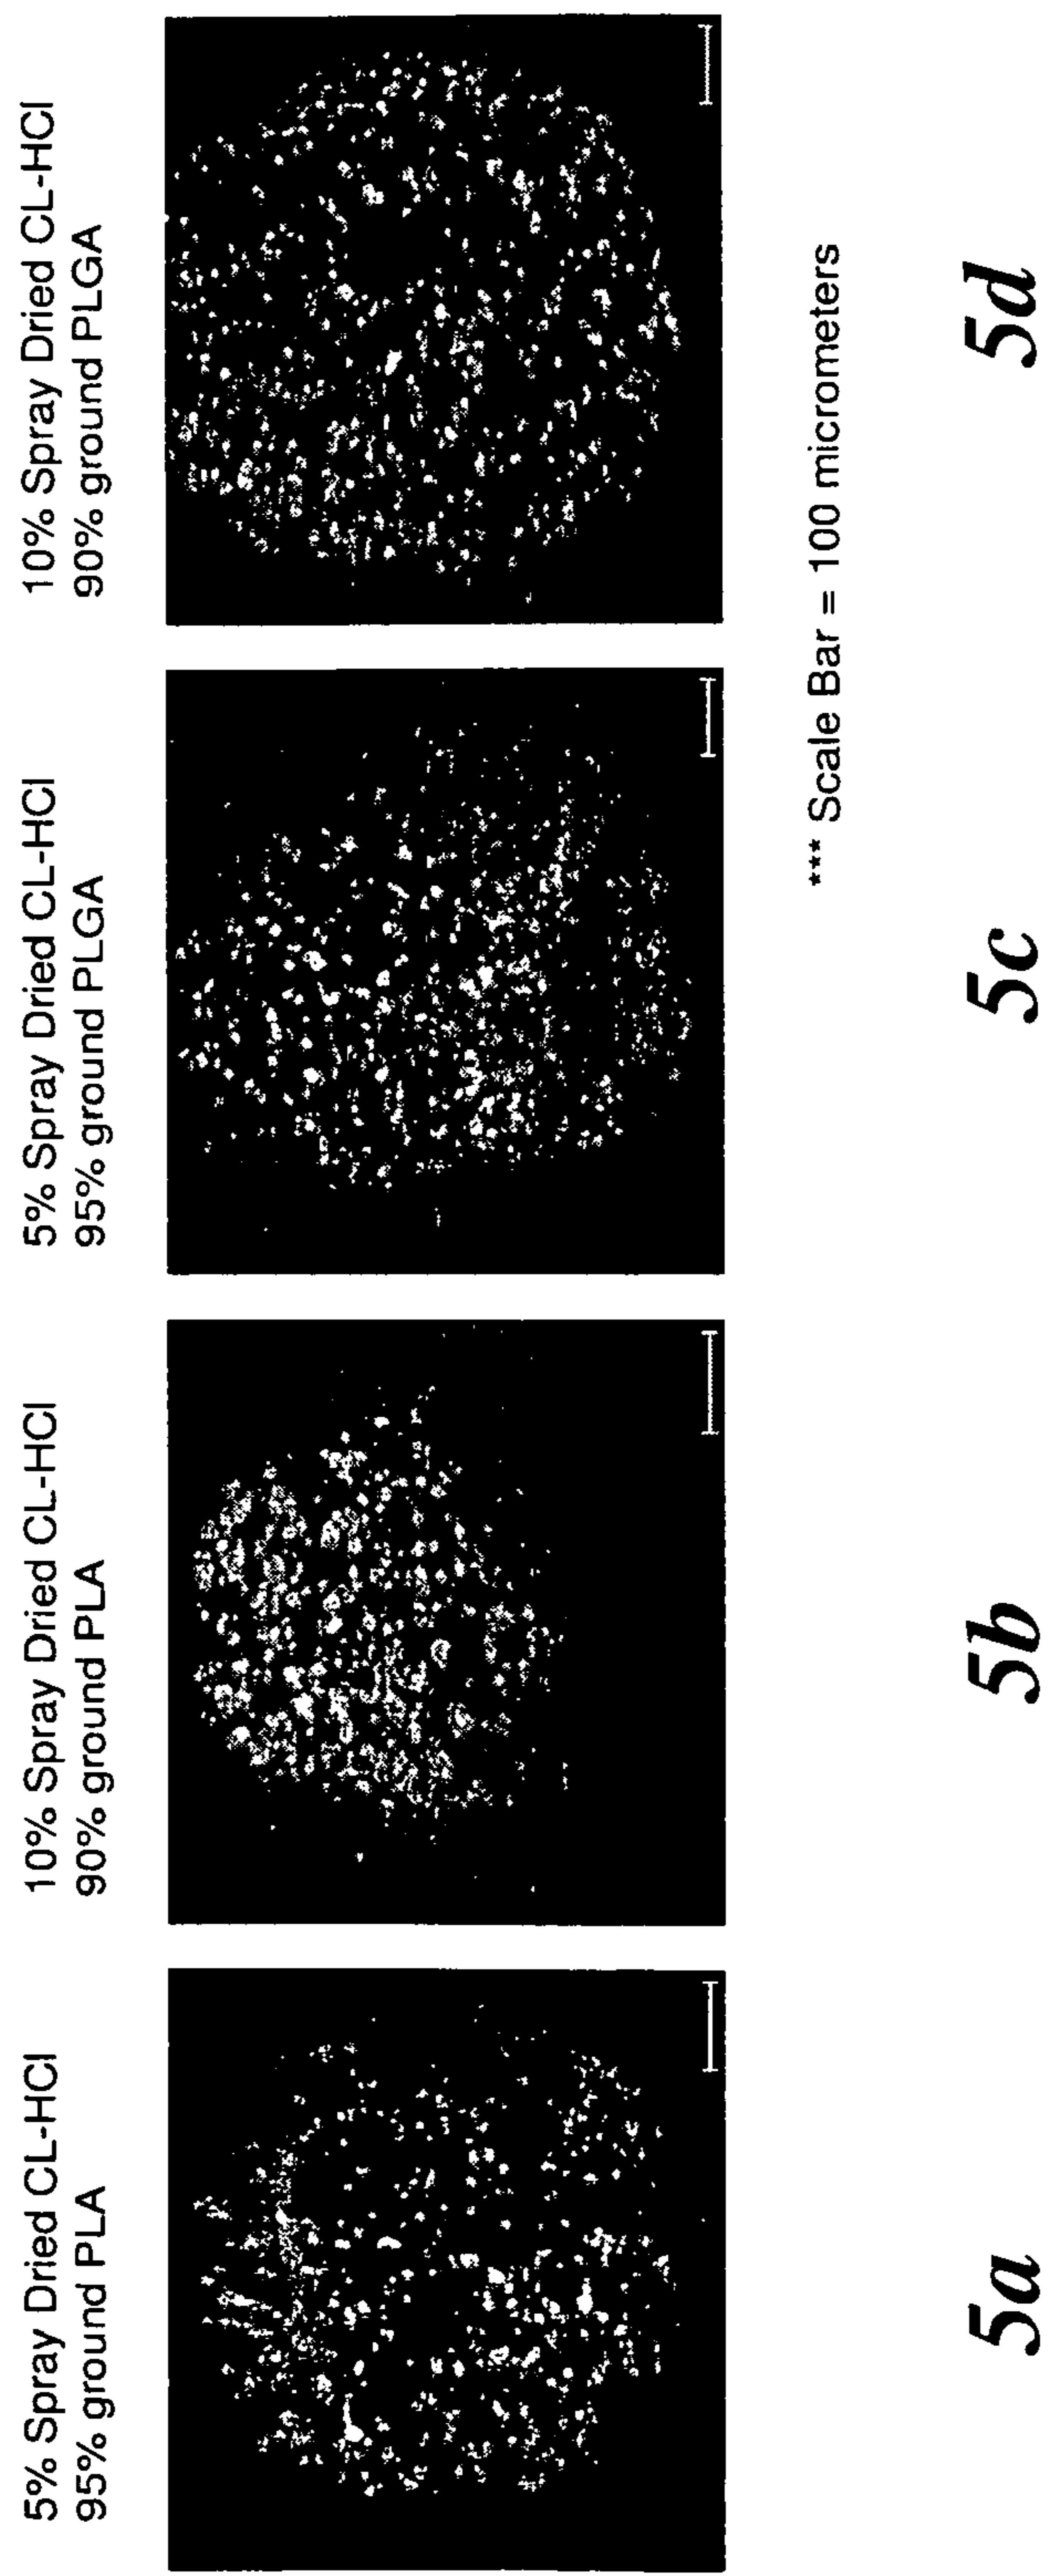 5% Spray Dried CL-HCl
95% ground PLA
10% Spray Dried CL-HCl
90% ground PLA
5% Spray Dried CL-HCl
95% ground PLGA
10% Spray Dried CL-HCl
90% ground PLGA
*** Scale Bar = 100 micrometers
5a
5b
5c
5d